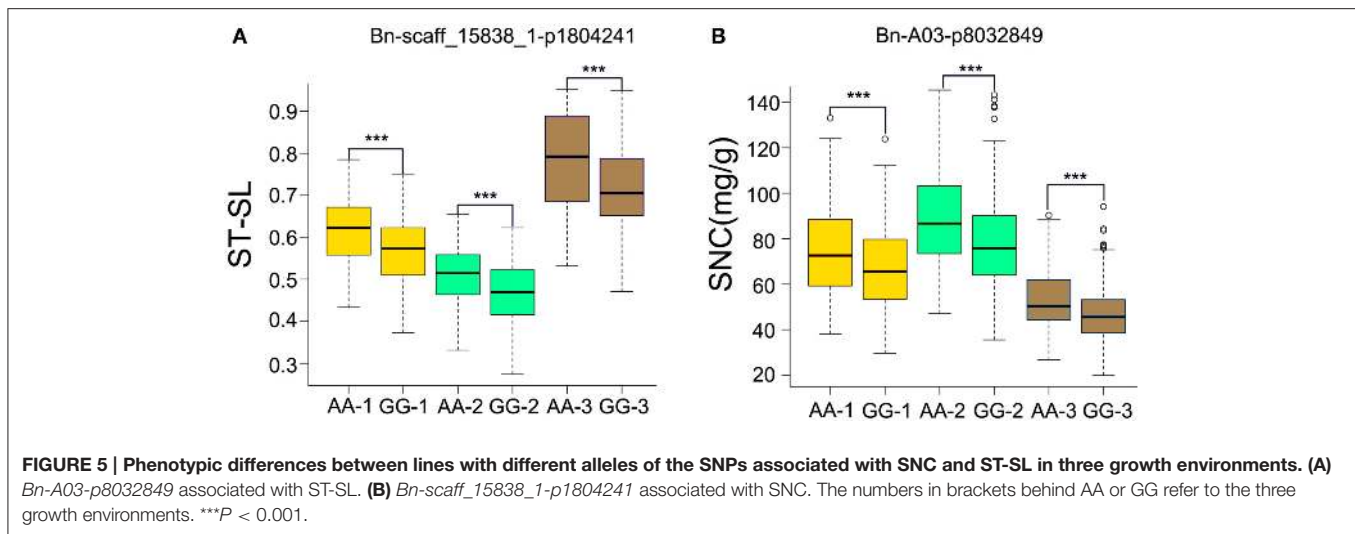 A
Bn-scaff_15838_1-p1804241
ST-SL
0.9
0.8
0.7
0.6
0.5
0.4
0.3
***
***
***
AA-1 GG-1 AA-2 GG-2 AA-3 GG-3
B
Bn-A03-p8032849
SNC(mg/g)
140
120
100
80
60
40
20
***
***
***
AA-1 GG-1 AA-2 GG-2 AA-3 GG-3
FIGURE 5 | Phenotypic differences between lines with different alleles of the SNPs associated with SNC and ST-SL in three growth environments. (A)
Bn-A03-p8032849 associated with ST-SL. (B) Bn-scaff_15838_1-p1804241 associated with SNC. The numbers in brackets behind AA or GG refer to the three
growth environments. ***P < 0.001.